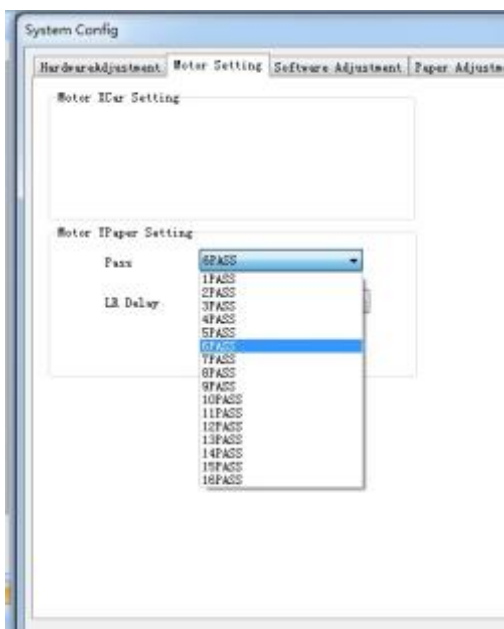 System Config
HardwareAdjustment Motor Setting Software Adjustment Paper Adjustm
Motor XCar Setting
Motor YPaper Setting
Pass 6PASS
1PASS
2PASS
3PASS
LR Delay
4PASS
5PASS
6PASS
7PASS
8PASS
9PASS
10PASS
11PASS
12PASS
13PASS
14PASS
15PASS
16PASS